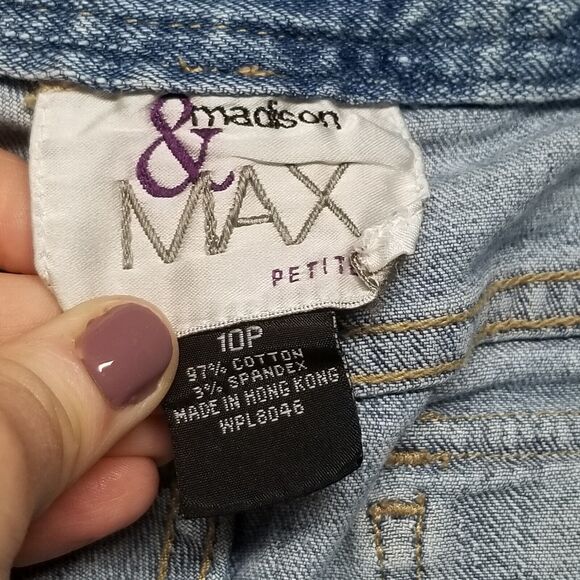 & madison
MAX
PETITE
10P
97% COTTON
3% SPANDEX
MADE IN HONG KONG
WPL8046